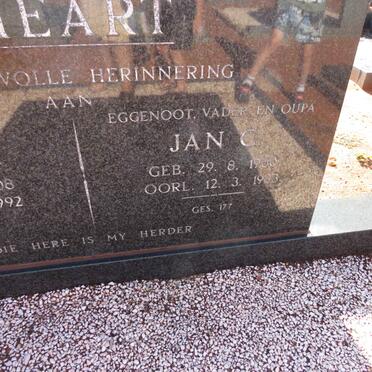 HEART
VOLLE HERINNERING
AAN
EGGENOOT, VADER EN OUPA
JAN C
GEB. 29. 8.
OORL. 12. 3.
08
992
GES. 177
DIE HERE IS MY HERDER